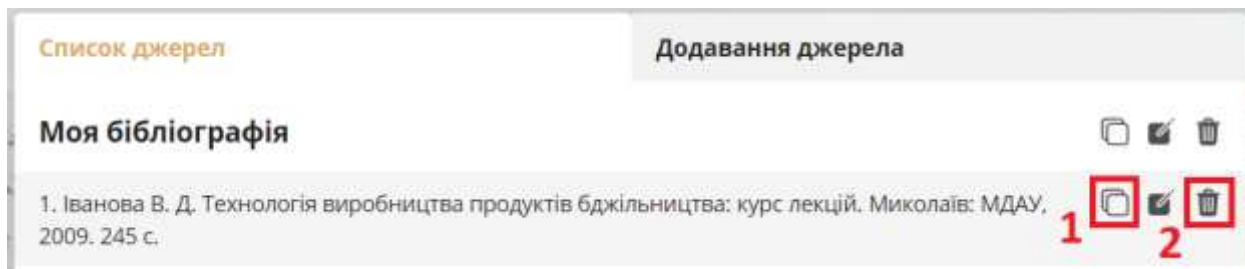 Список джерел
Додавання джерела
Моя бібліографія
1. Іванова В. Д. Технологія виробництва продуктів бджільництва: курс лекцій. Миколаїв: МДАУ,
2009. 245 с.
1
2